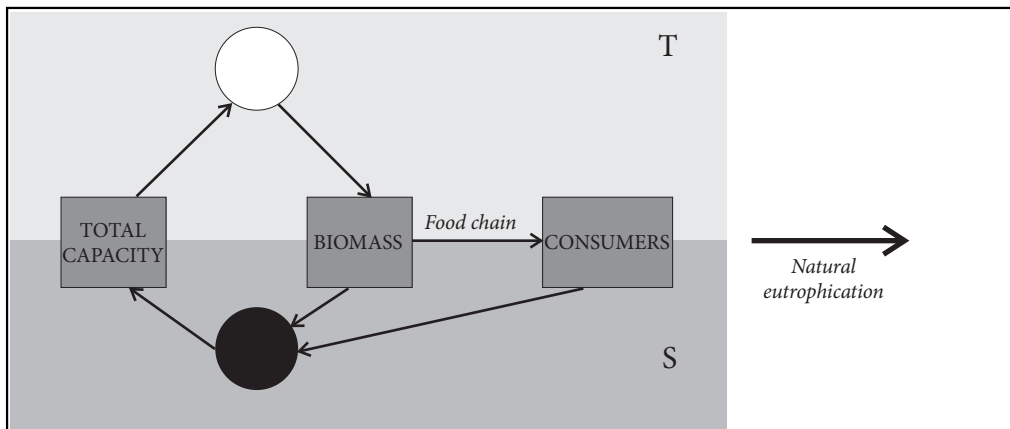 T
TOTAL
CAPACITY
BIOMASS
Food chain
CONSUMERS
Natural
eutrophication
S